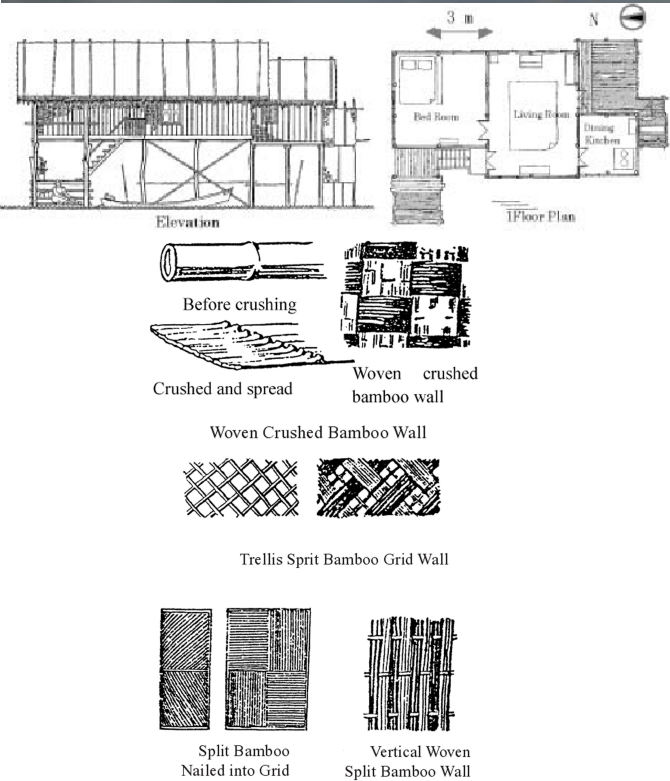 3 m
N
Bed Room
Living Room
Dining
Kitchen
Elevation
1Floor Plan
Before crushing
Crushed and spread
Woven crushed
bamboo wall
Woven Crushed Bamboo Wall
Trellis Sprit Bamboo Grid Wall
Split Bamboo
Nailed into Grid
Vertical Woven
Split Bamboo Wall